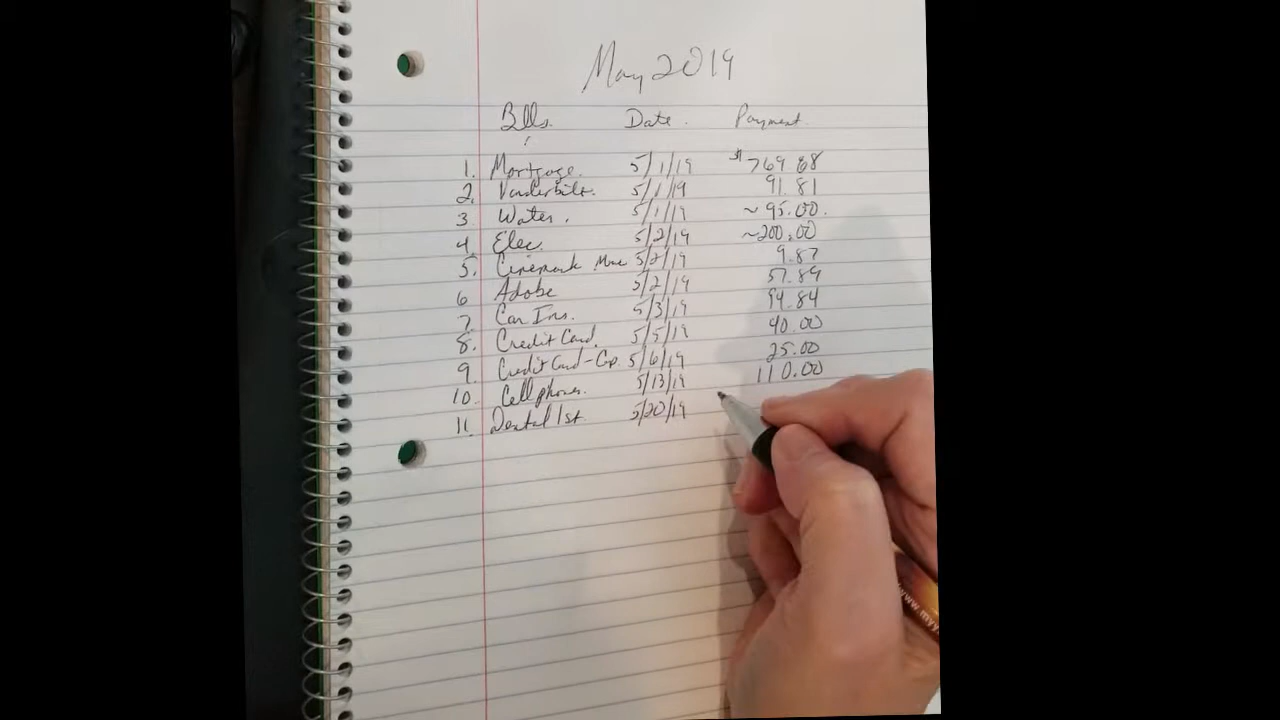 May 2019
Bills. Date. Payment.
1. Mortgage. 5/1/19 $769.68
2. Vanderbilt. 5/1/19 91.81
3 Water. 5/1/19 ~95.00.
4 Elec. 5/2/19 ~200.00
5. Cinemark 5/2/19 9.87
6 Adobe 5/2/19 57.89
7. Car Ins. 5/3/19 94.84
8. Credit Card. 5/5/19 40.00
9. Credit Card-Cap. 5/6/19 25.00
10. Cellphones. 5/13/19 110.00
11. Dental 1st. 5/20/19